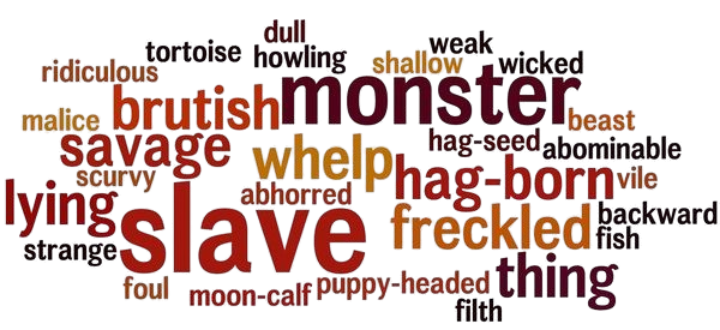 dull
weak
tortoise
howling
shallow
wicked
ridiculous
monster
brutish
malice
beast
savage
whelp
hag-seed
abominable
scurvy
hag-born
vile
lying
slave
abhorred
freckled
backward
strange
fish
foul
moon-calf
puppy-headed
thing
filth